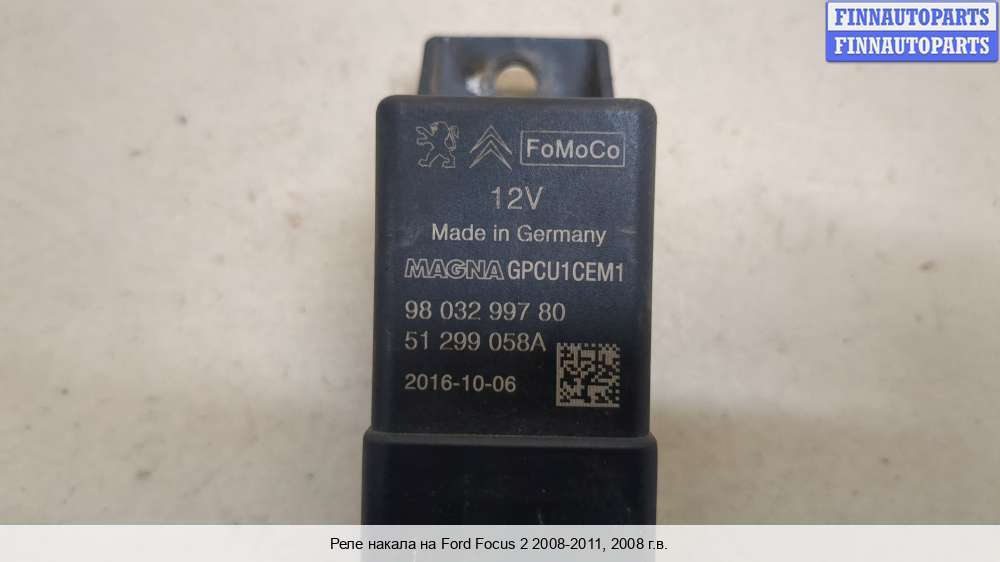 FINNAUTOPARTS
FINNAUTOPARTS
FoMoCo
12V
Made in Germany
MAGNA GPCU1CEM1
98 032 997 80
51 299 058A
2016-10-06
Реле накала на Ford Focus 2 2008-2011, 2008 г.в.